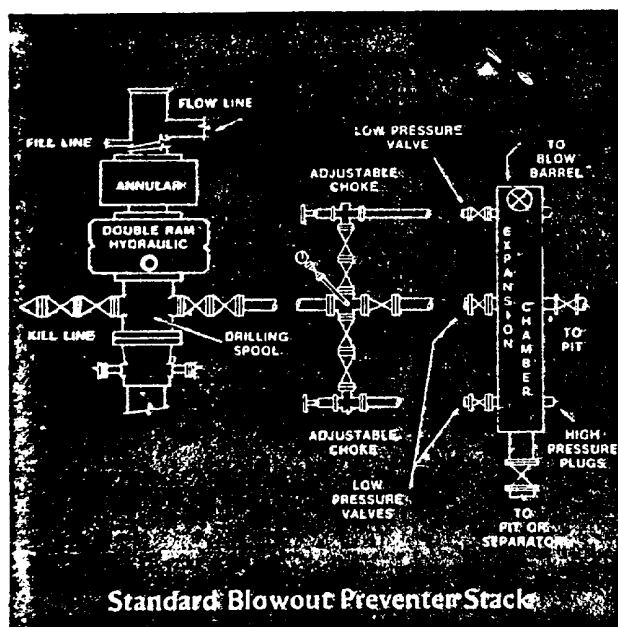 FLOW LINE
FILL LINE
ANNULAR
DOUBLE RAM
HYDRAULIC
KILL LINE
DRILLING
SPOOL
ADJUSTABLE
CHOKE
ADJUSTABLE
CHOKE
LOW PRESSURE
VALVE
TO
BLOW
BARREL
EXPANSION
CHAMBER
TO
PIT
HIGH
PRESSURE
PLUGS
LOW
PRESSURE
VALVES
TO
PIT OR
SEPARATOR
Standard Blowout Preventer Stack